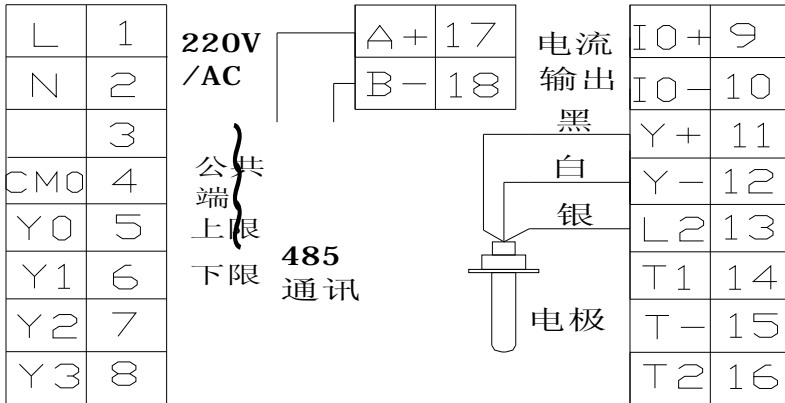 L 1
N 2
3
CM0 4
Y0 5
Y1 6
Y2 7
Y3 8
220V
/AC
公共
端
上限
下限
485
通讯
A+ 17
B- 18
电流
输出
黑
白
银
电极
IO+ 9
IO- 10
Y+ 11
Y- 12
L2 13
T1 14
T- 15
T2 16